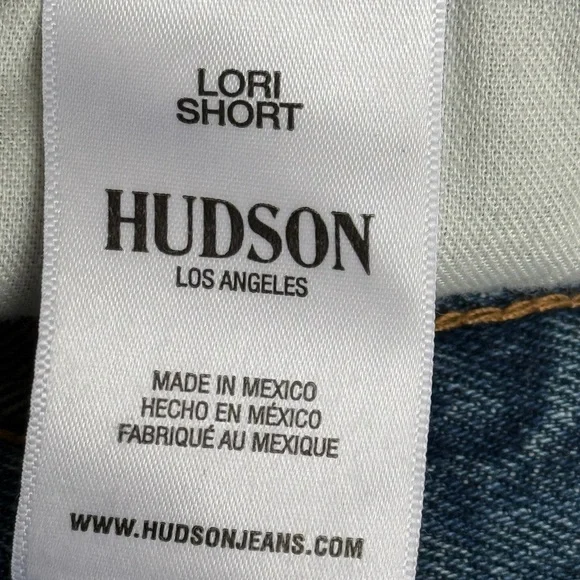 LORI
SHORT
HUDSON
LOS ANGELES
MADE IN MEXICO
HECHO EN MÉXICO
FABRIQUÉ AU MEXIQUE
WWW.HUDSONJEANS.COM